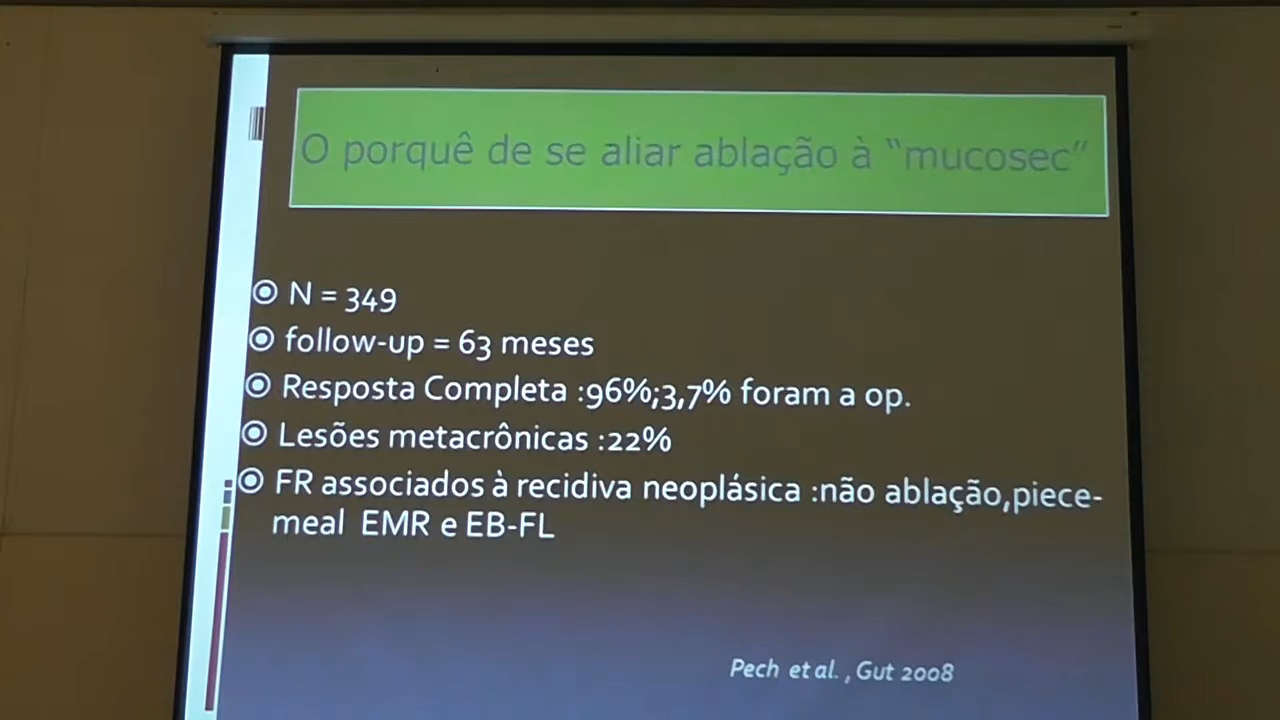 O porquê de se aliar ablação à "mucosec"
N = 349
follow-up = 63 meses
Resposta Completa :96%;3,7% foram a op.
Lesões metacrônicas :22%
FR associados à recidiva neoplásica :não ablação,piece-
meal EMR e EB-FL
Pech et al. , Gut 2008